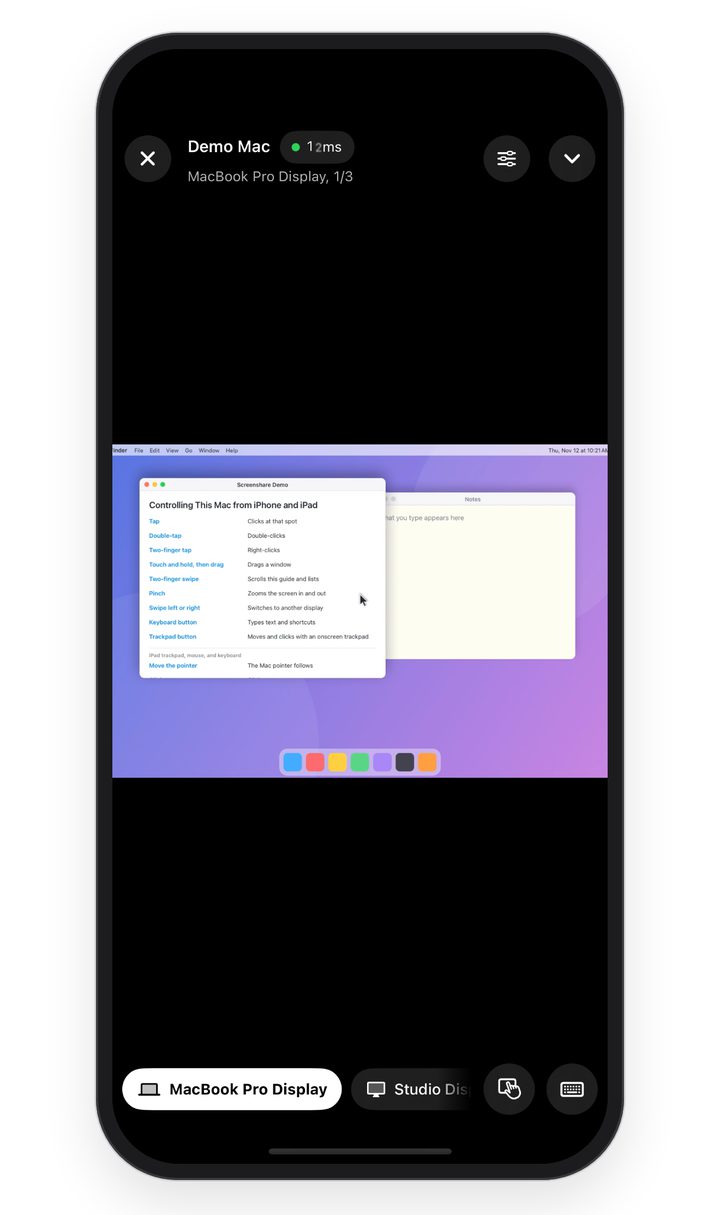 Demo Mac 12ms
MacBook Pro Display, 1/3
File Edit View Go Window Help Thu, Nov 12 at 10:21 AM
Screenshare Demo
Controlling This Mac from iPhone and iPad
Tap Clicks at that spot
Double-tap Double-clicks
Two-finger tap Right-clicks
Touch and hold, then drag Drags a window
Two-finger swipe Scrolls this guide and lists
Pinch Zooms the screen in and out
Swipe left or right Switches to another display
Keyboard button Types text and shortcuts
Trackpad button Moves and clicks with an onscreen trackpad
iPad trackpad, mouse, and keyboard
Move the pointer The Mac pointer follows
Notes
you type appears here
MacBook Pro Display
Studio